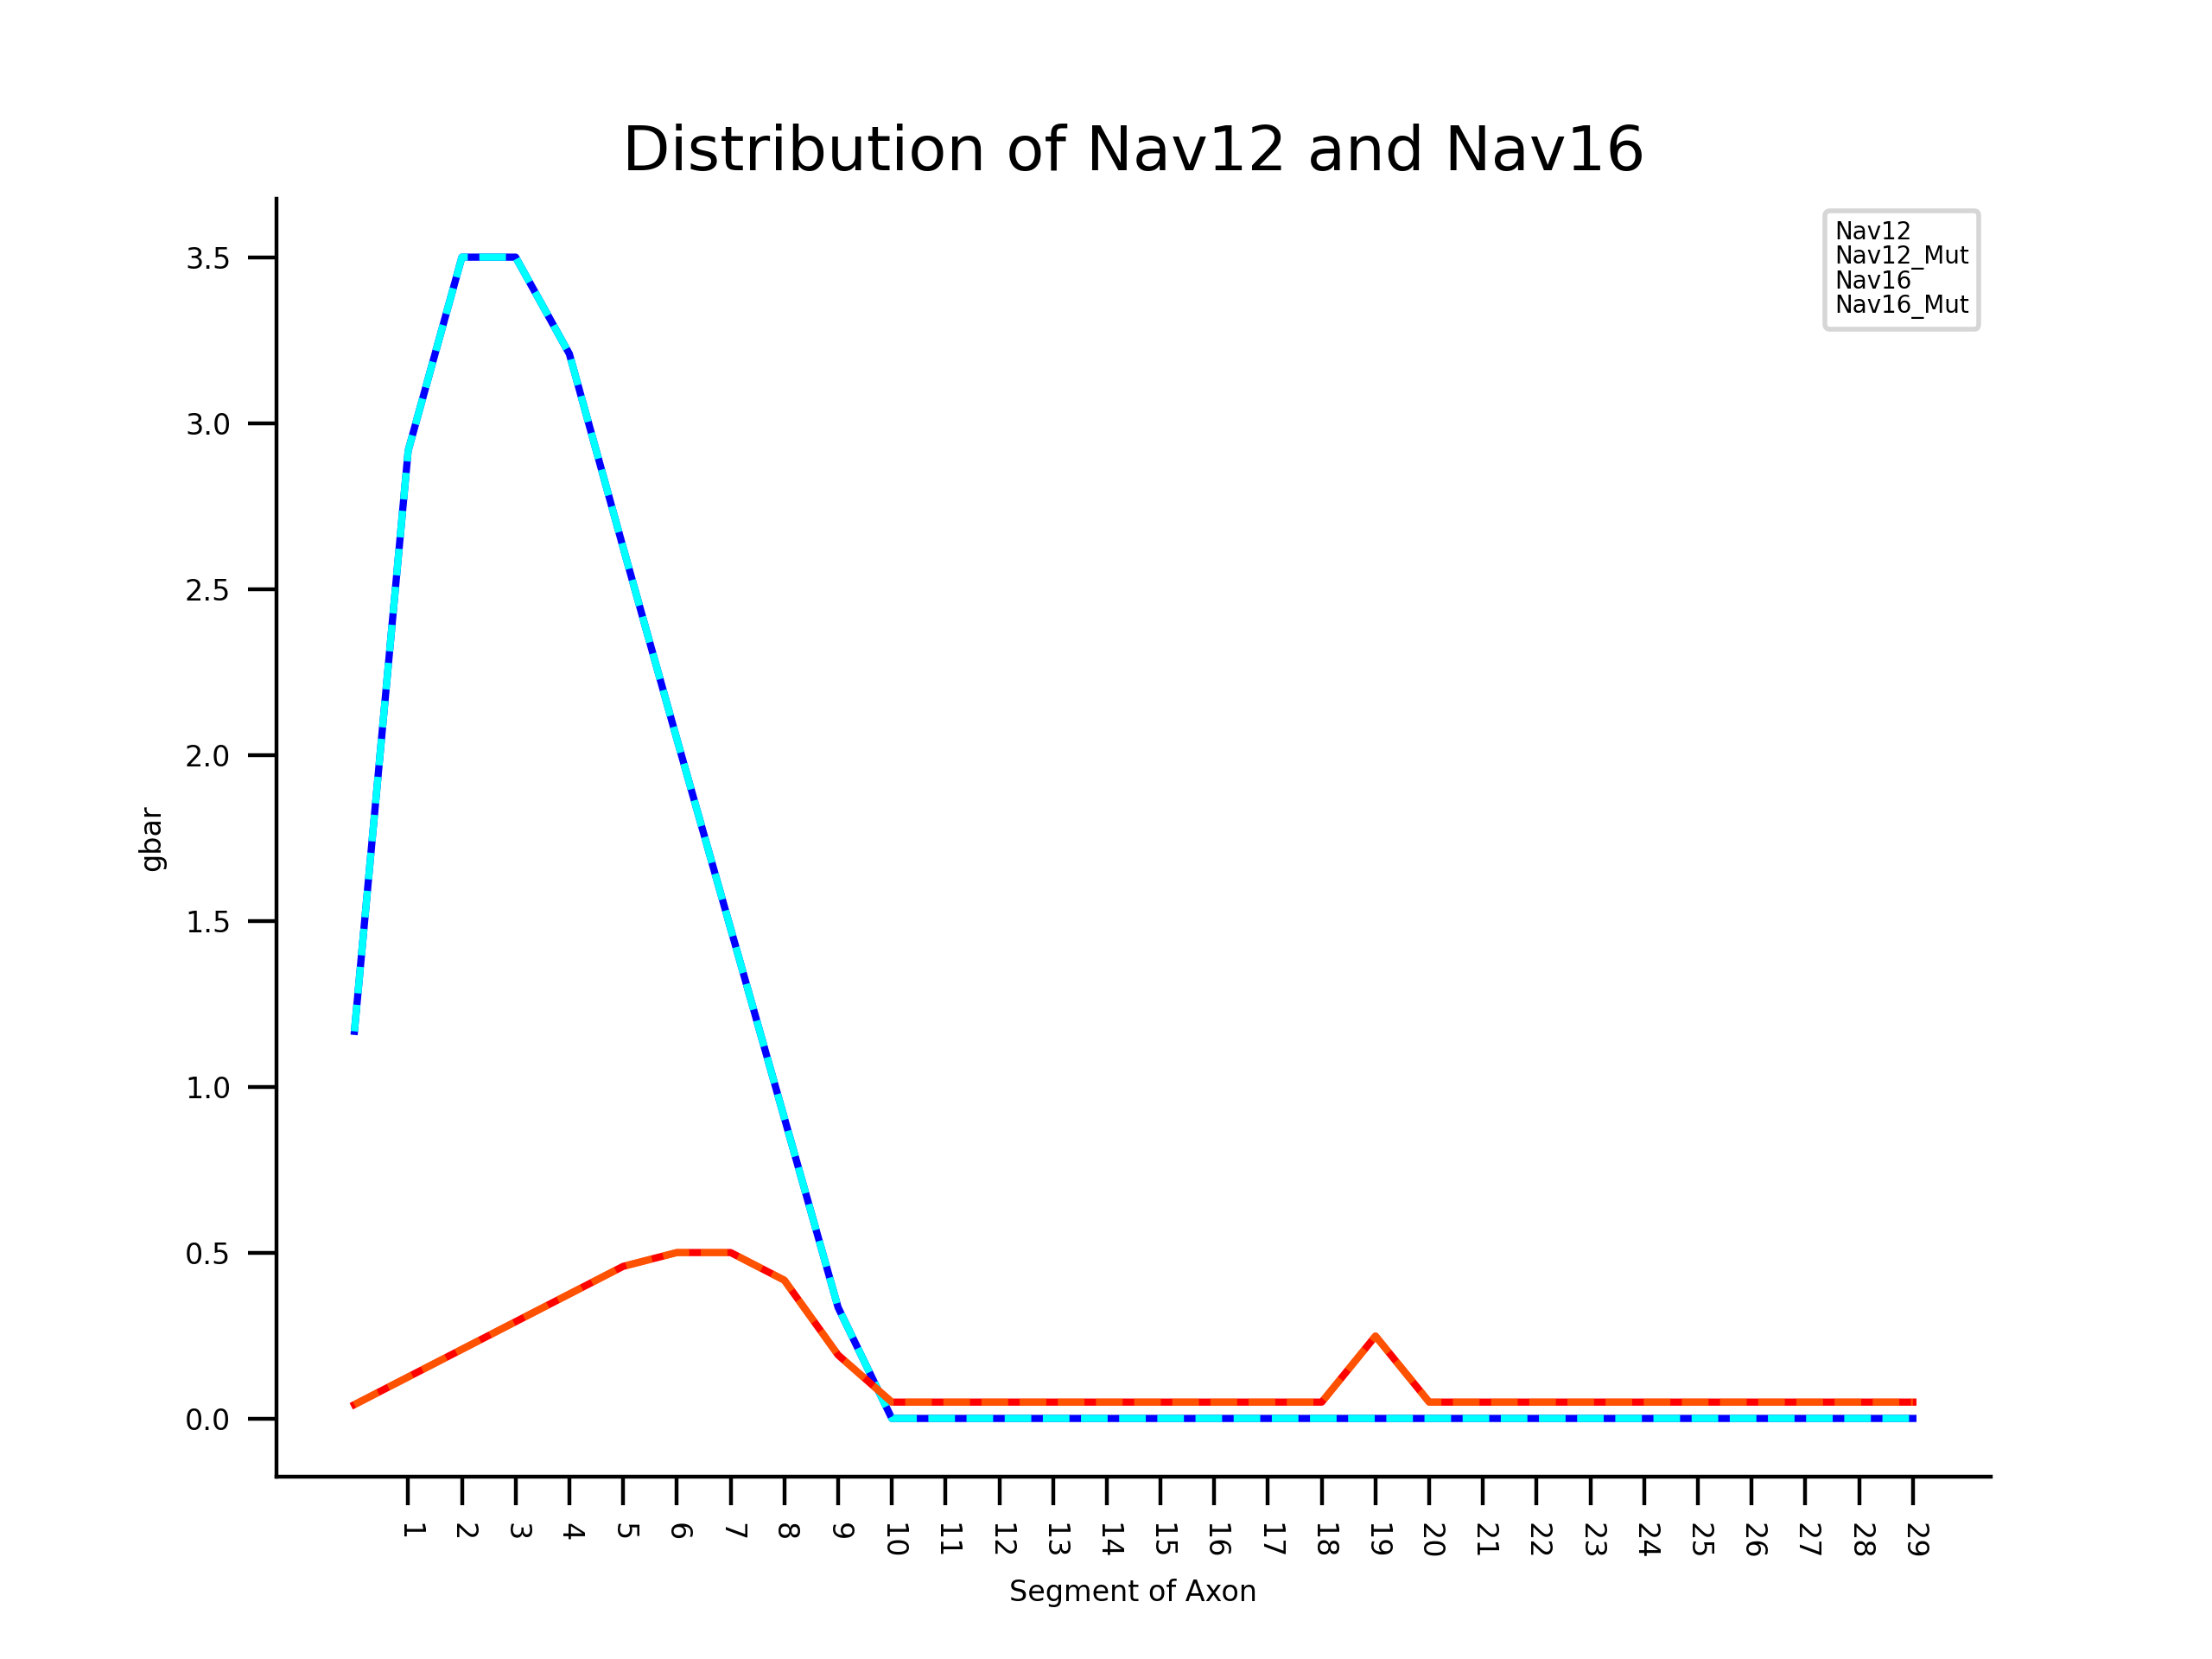 Distribution of Nav12 and Nav16
Nav12
Nav12_Mut
Nav16
Nav16_Mut
3.5
3.0
2.5
2.0
1.5
1.0
0.5
0.0
gbar
1 2 3 4 5 6 7 8 9 10 11 12 13 14 15 16 17 18 19 20 21 22 23 24 25 26 27 28 29
Segment of Axon